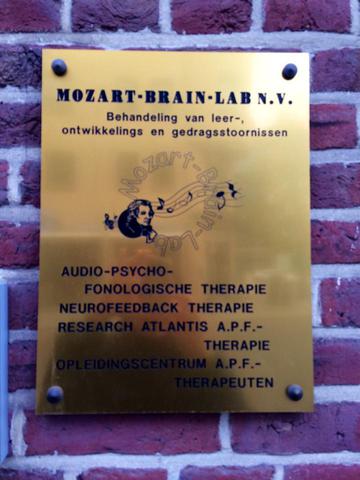 MOZART-BRAIN-LAB N.V.
Behandeling van leer-,
ontwikkelings en gedragsstoornissen
Mozart-Brain-Lab
AUDIO-PSYCHO-
FONOLOGISCHE THERAPIE
NEUROFEEDBACK THERAPIE
RESEARCH ATLANTIS A.P.F.-
THERAPIE
OPLEIDINGSCENTRUM A.P.F.-
THERAPEUTEN